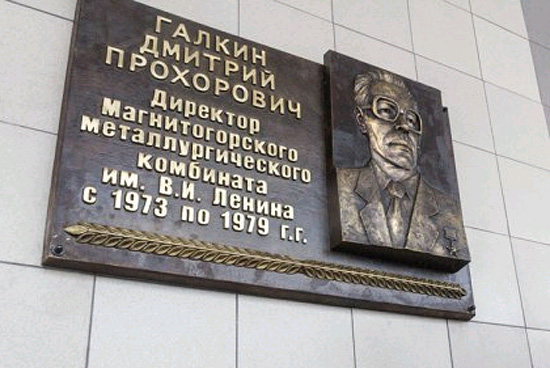 ГАЛКИН
ДМИТРИЙ
ПРОХОРОВИЧ
Директор
Магнитогорского
металлургического
комбината
им. В.И. Ленина
с 1973 по 1979 г.г.